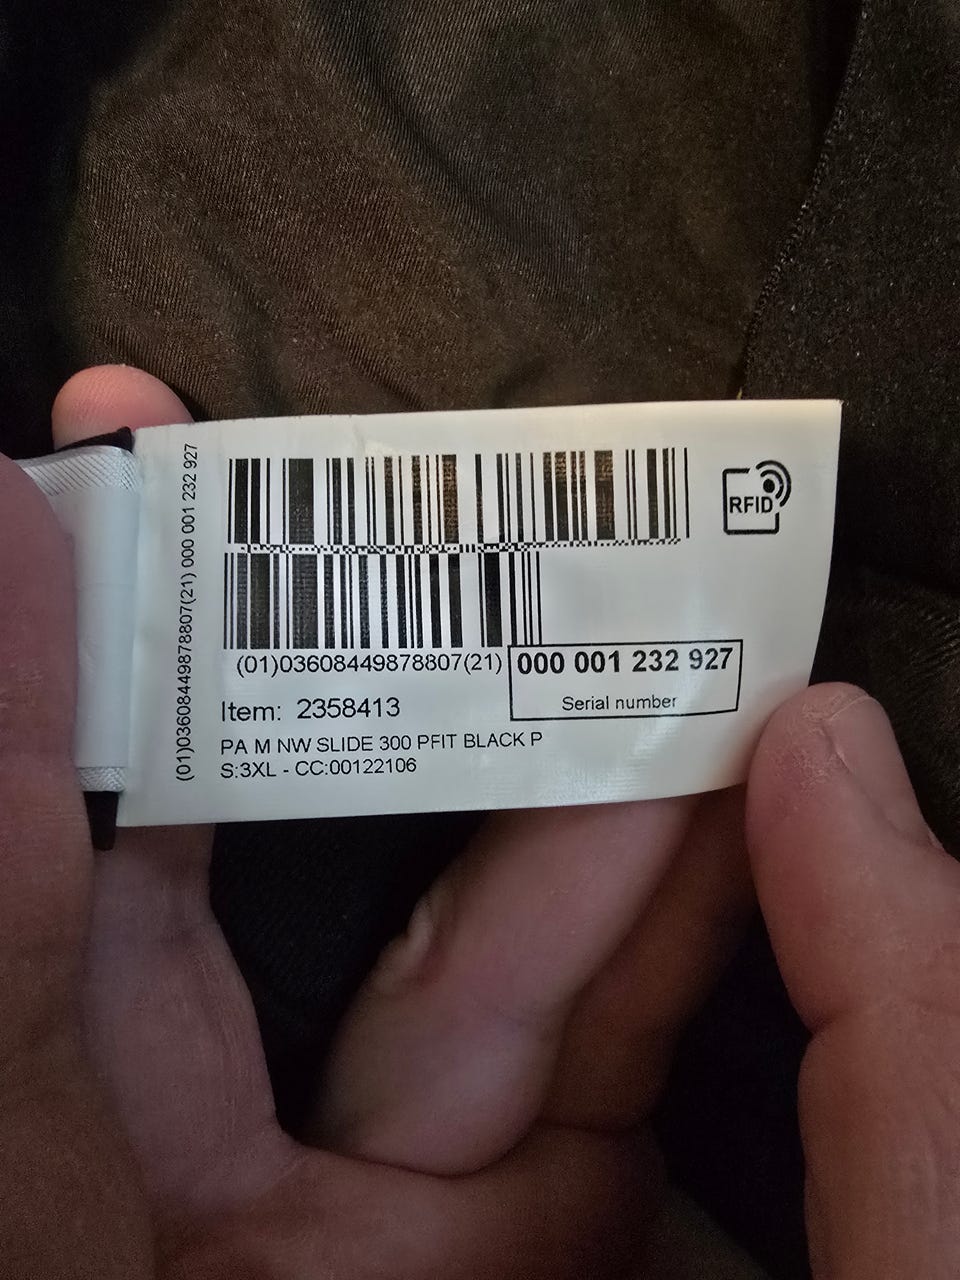 (01)03608449878807(21) 000 001 232 927
RFID
(01)03608449878807(21) 000 001 232 927
Serial number
Item: 2358413
PA M NW SLIDE 300 PFIT BLACK P
S:3XL - CC:00122106